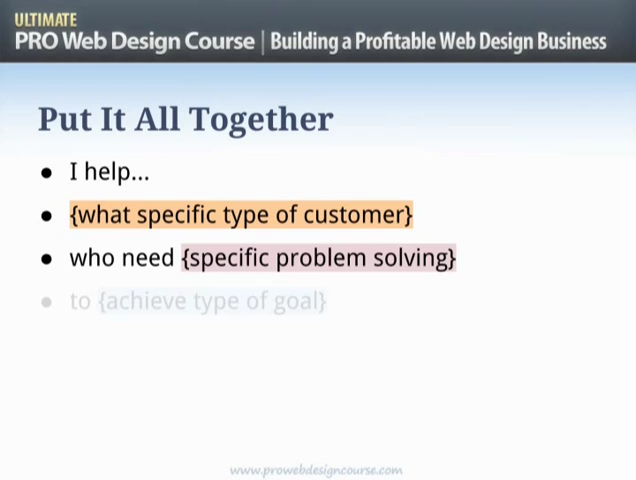 ULTIMATE
PRO Web Design Course | Building a Profitable Web Design Business
Put It All Together
● I help...
● {what specific type of customer}
● who need {specific problem solving}
● to {achieve type of goal}
www.prowebdesigncourse.com